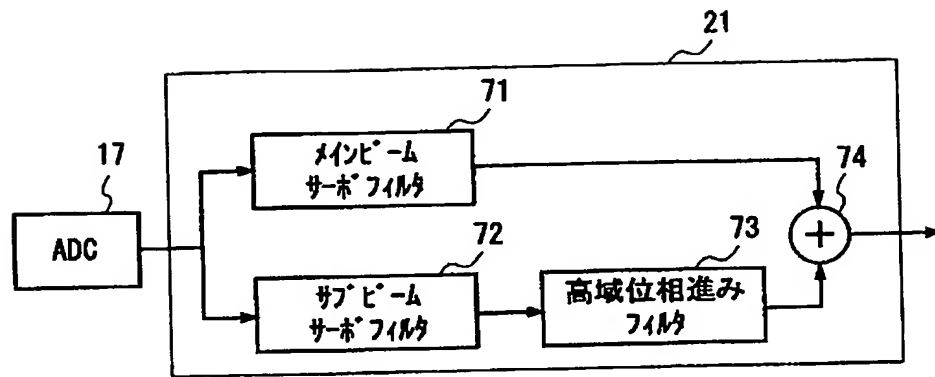 21
71
17
メインビーム
サーボフィルタ
74
ADC
+
72
73
サブビーム
サーボフィルタ
高域位相進み
フィルタ